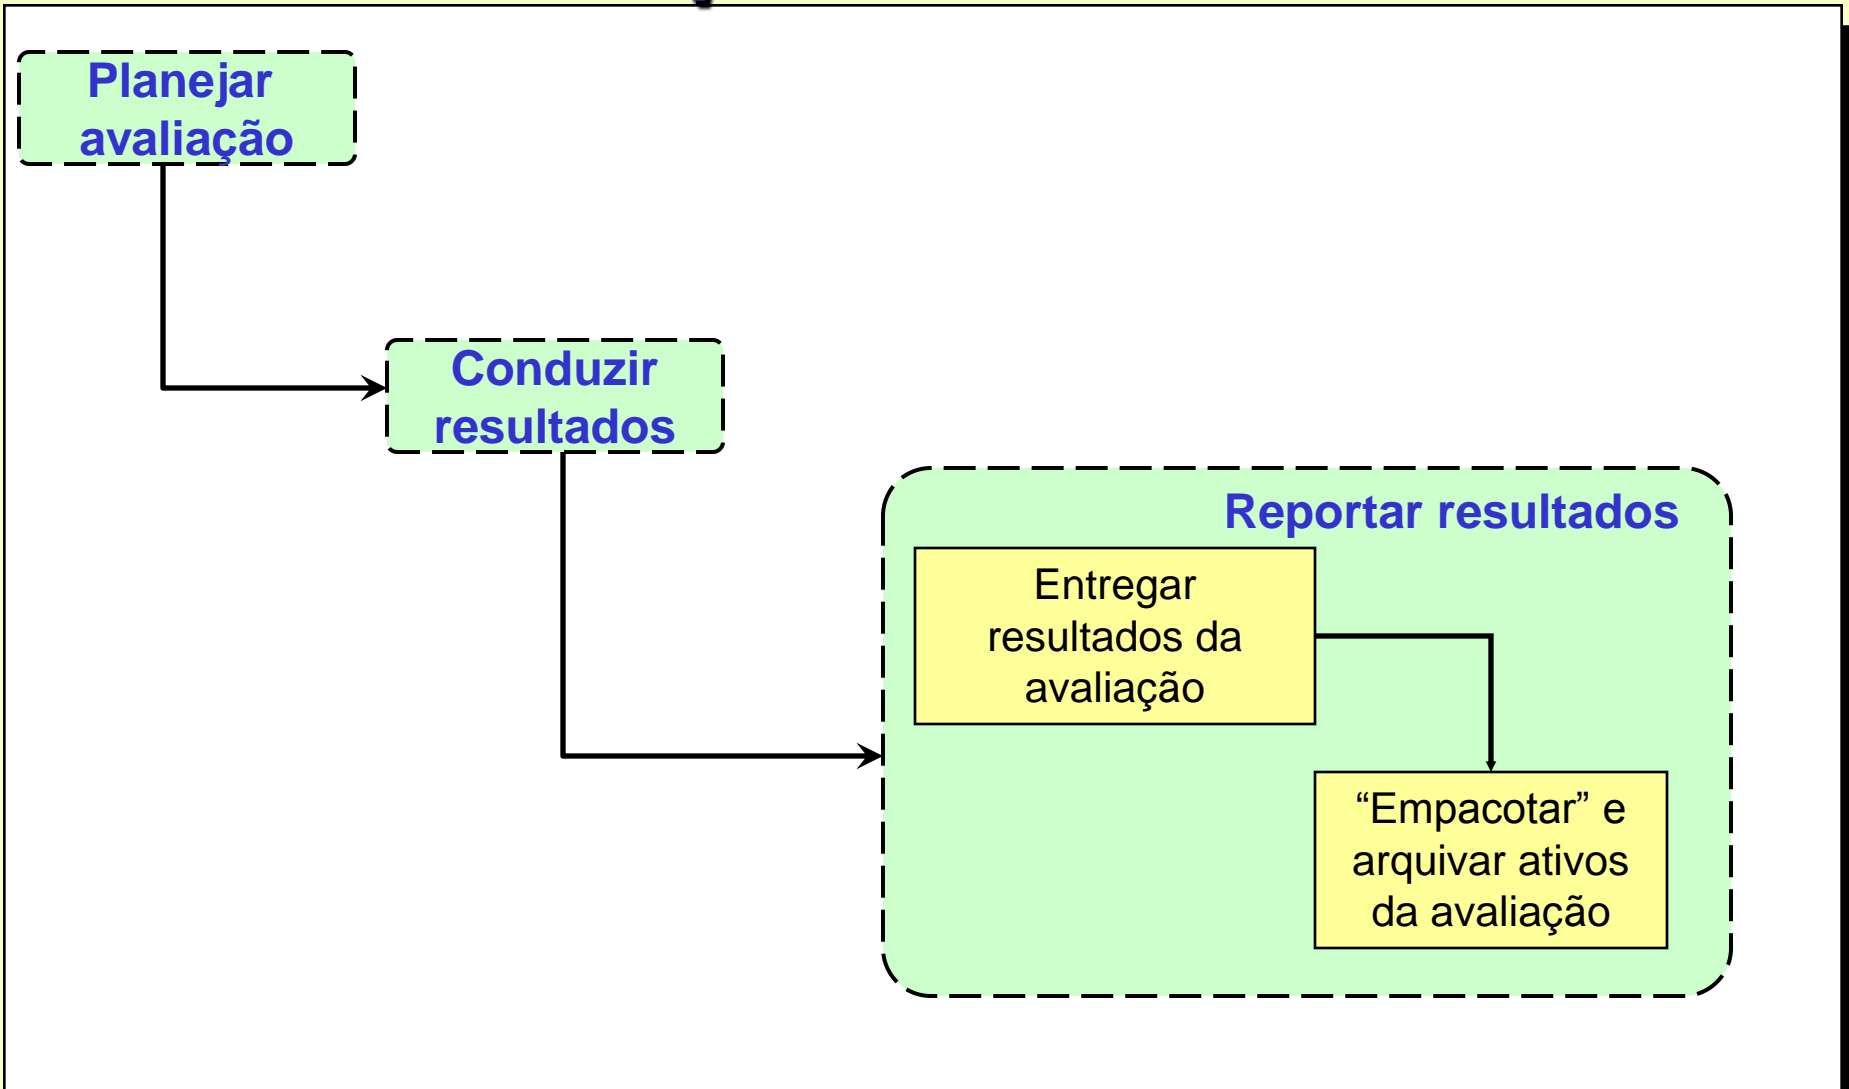 Planejar
avaliação
Conduzir
resultados
Reportar resultados
Entregar
resultados da
avaliação
“Empacotar” e
arquivar ativos
da avaliação